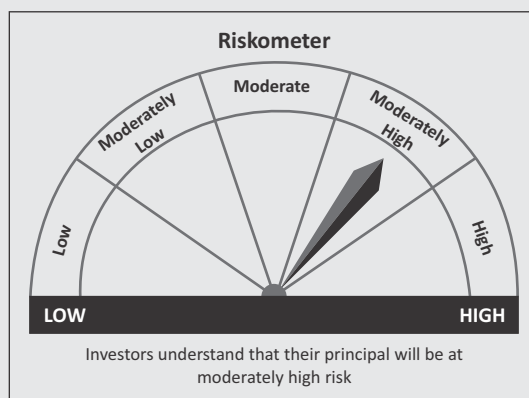 Riskometer
Moderate
Moderately
Low
Moderately
High
Low
High
LOW
HIGH
Investors understand that their principal will be at
moderately high risk